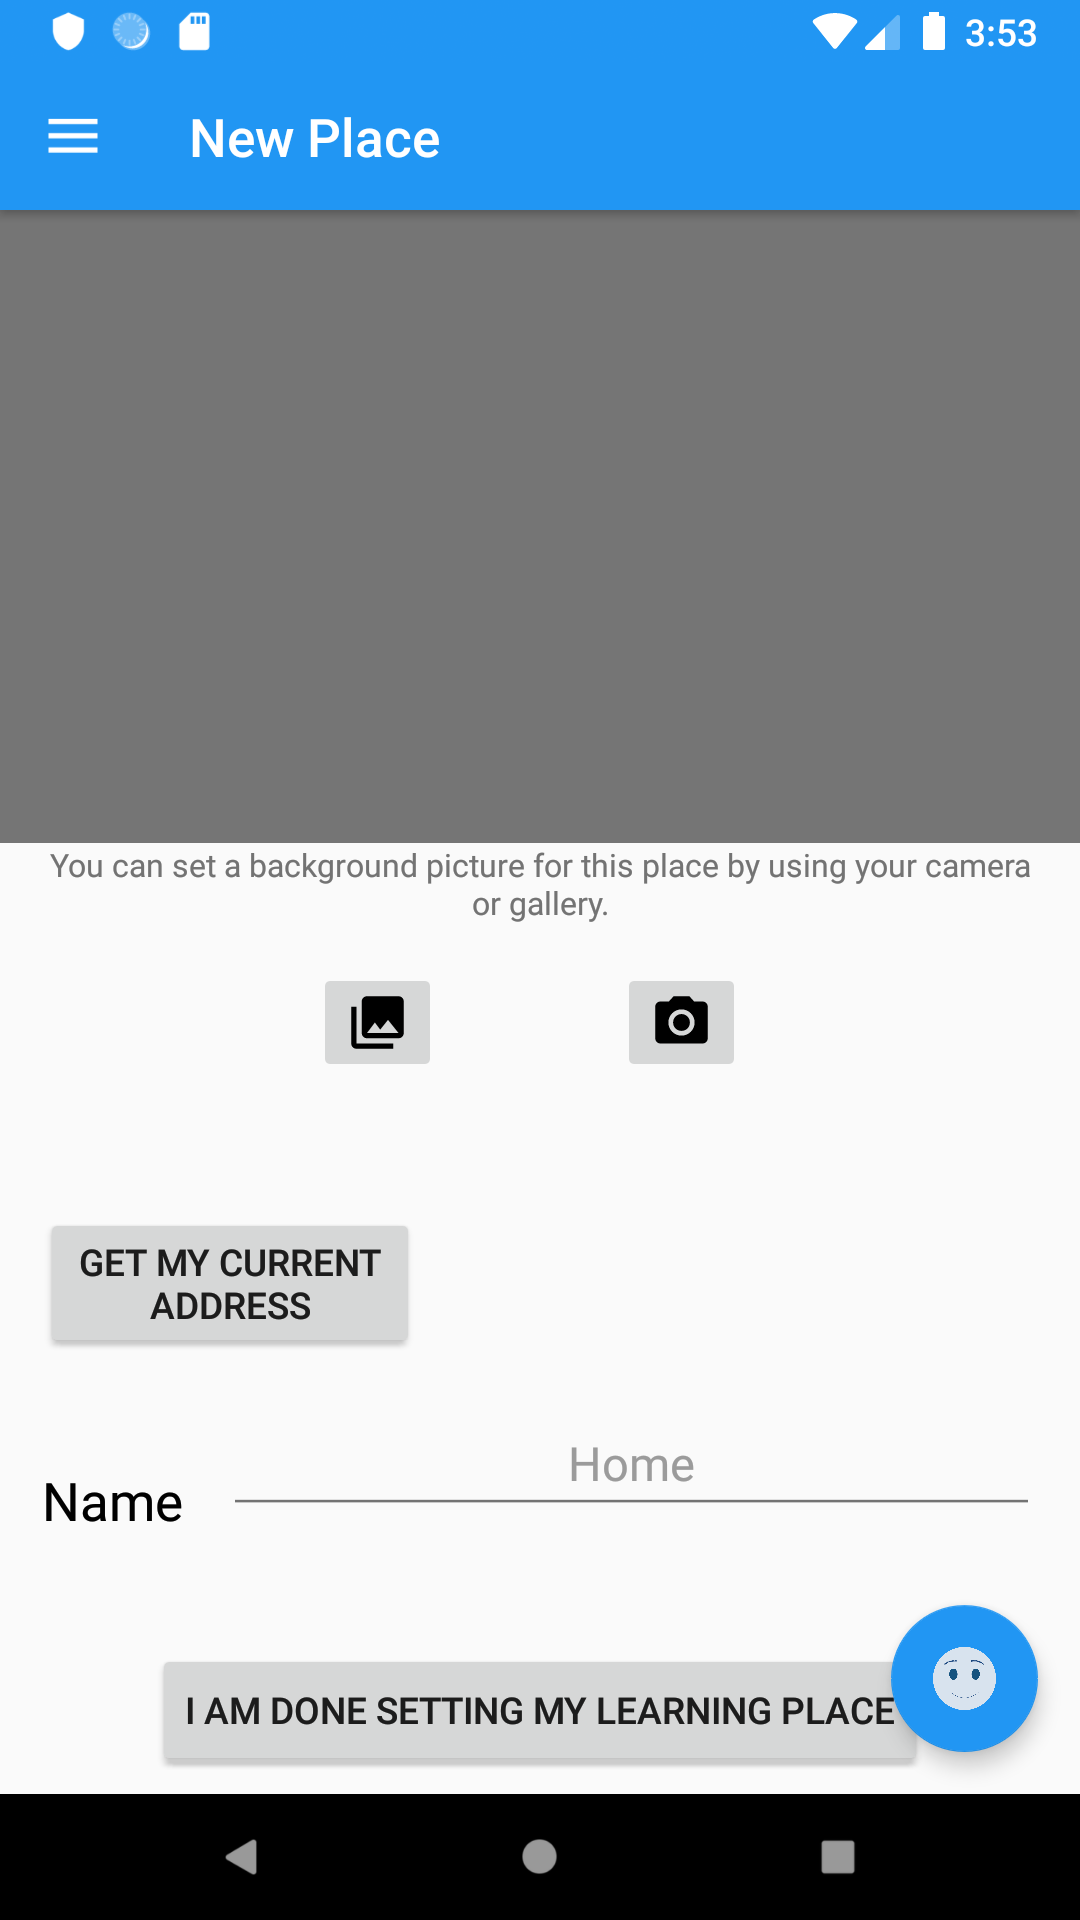 3:53
New Place
You can set a background picture for this place by using your camera
or gallery.
GET MY CURRENT
ADDRESS
Name
Home
I AM DONE SETTING MY LEARNING PLACE